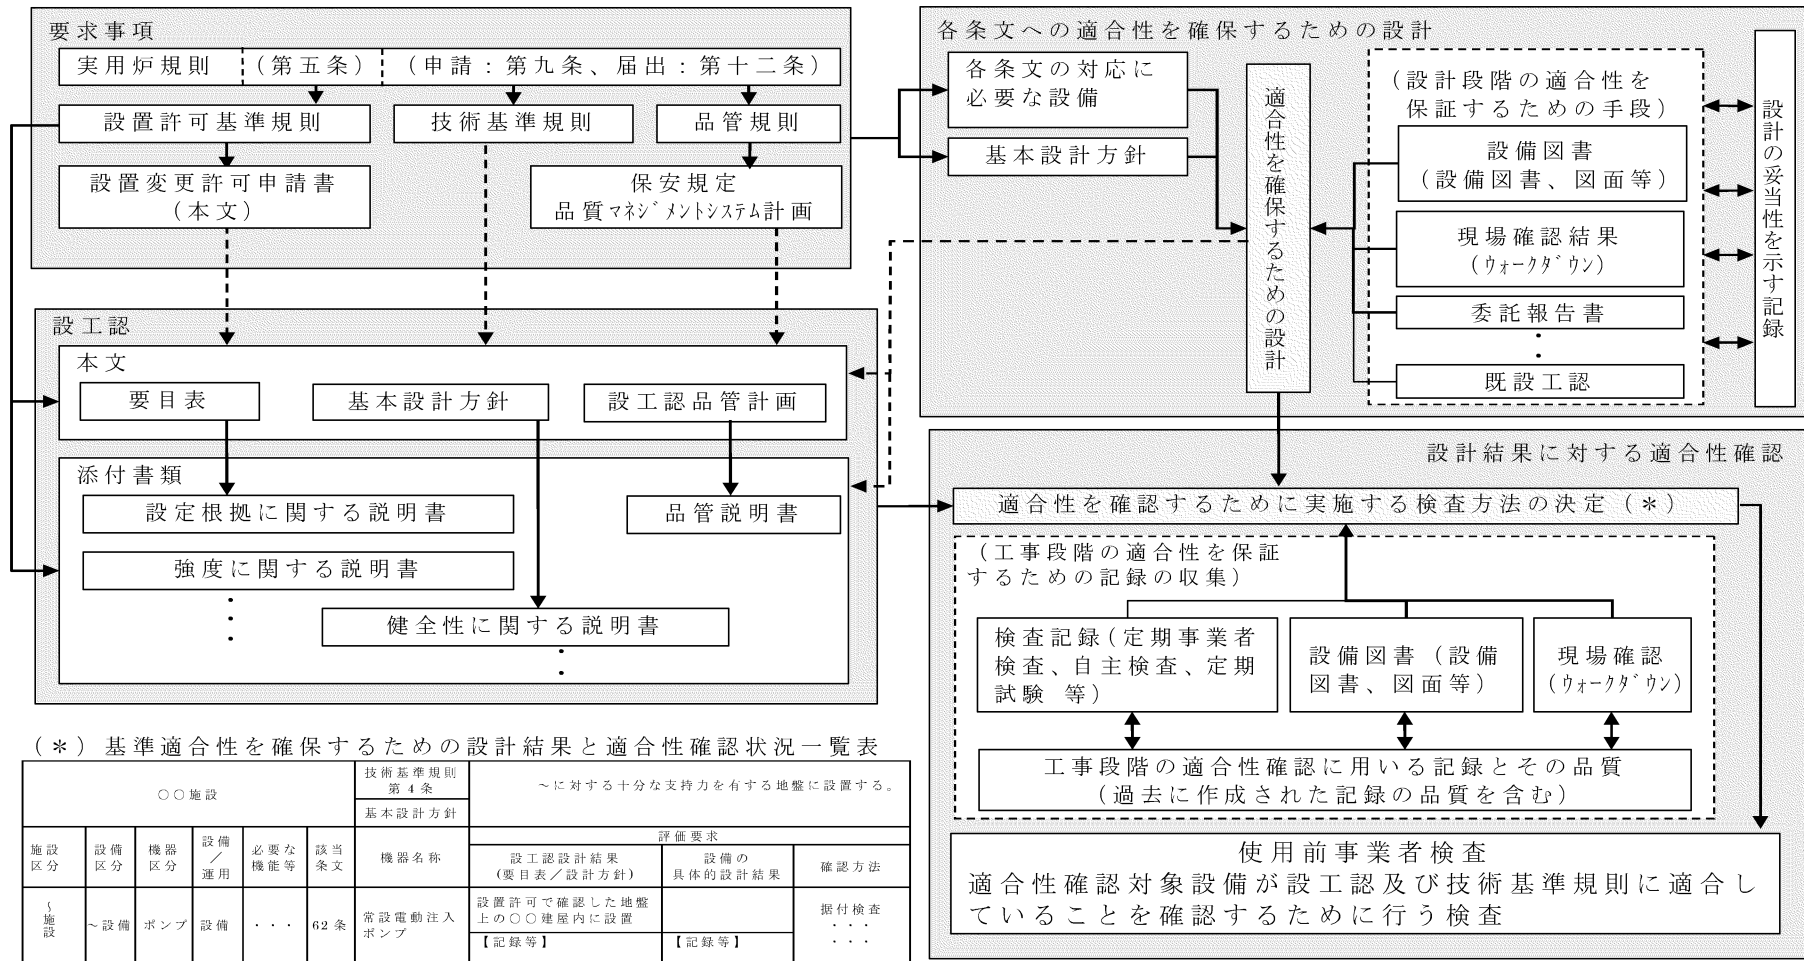 要求事項
実用炉規則 (第五条) (申請：第九条、届出：第十二条)
設置許可基準規則
技術基準規則
品管規則
設置変更許可申請書
(本文)
保安規定
品質ﾏﾈｼﾞﾒﾝﾄｼｽﾃﾑ計画
設工認
本文
要目表
基本設計方針
設工認品管計画
添付書類
設定根拠に関する説明書
品管説明書
強度に関する説明書
・
・
・
健全性に関する説明書
・
・
各条文への適合性を確保するための設計
各条文の対応に
必要な設備
基本設計方針
適合性を確保するための設計
(設計段階の適合性を
保証するための手段)
設備図書
(設備図書、図面等)
現場確認結果
(ｳｫｰｸﾀﾞｳﾝ)
委託報告書
・
・
既設工認
設計の妥当性を示す記録
設計結果に対する適合性確認
適合性を確認するために実施する検査方法の決定 (＊)
(工事段階の適合性を保証
するための記録の収集)
検査記録(定期事業者
検査、自主検査、定期
試験 等)
設備図書 (設備
図書、図面等)
現場確認
(ｳｫｰｸﾀﾞｳﾝ)
工事段階の適合性確認に用いる記録とその品質
(過去に作成された記録の品質を含む)
使用前事業者検査
適合性確認対象設備が設工認及び技術基準規則に適合し
ていることを確認するために行う検査
(＊) 基準適合性を確保するための設計結果と適合性確認状況一覧表
○○施設
技術基準規則
第 4 条
基本設計方針
～に対する十分な支持力を有する地盤に設置する。
施設
区分
設備
区分
機器
区分
設備
／
運用
必要な
機能等
該当
条文
機器名称
評価要求
設工認設計結果
(要目表／設計方針)
設備の
具体的設計結果
確認方法
～施設
～設備
ポンプ
設備
・・・
62 条
常設電動注入
ポンプ
設置許可で確認した地盤
上の○○建屋内に設置
【記録等】
【記録等】
据付検査
・・・
・・・